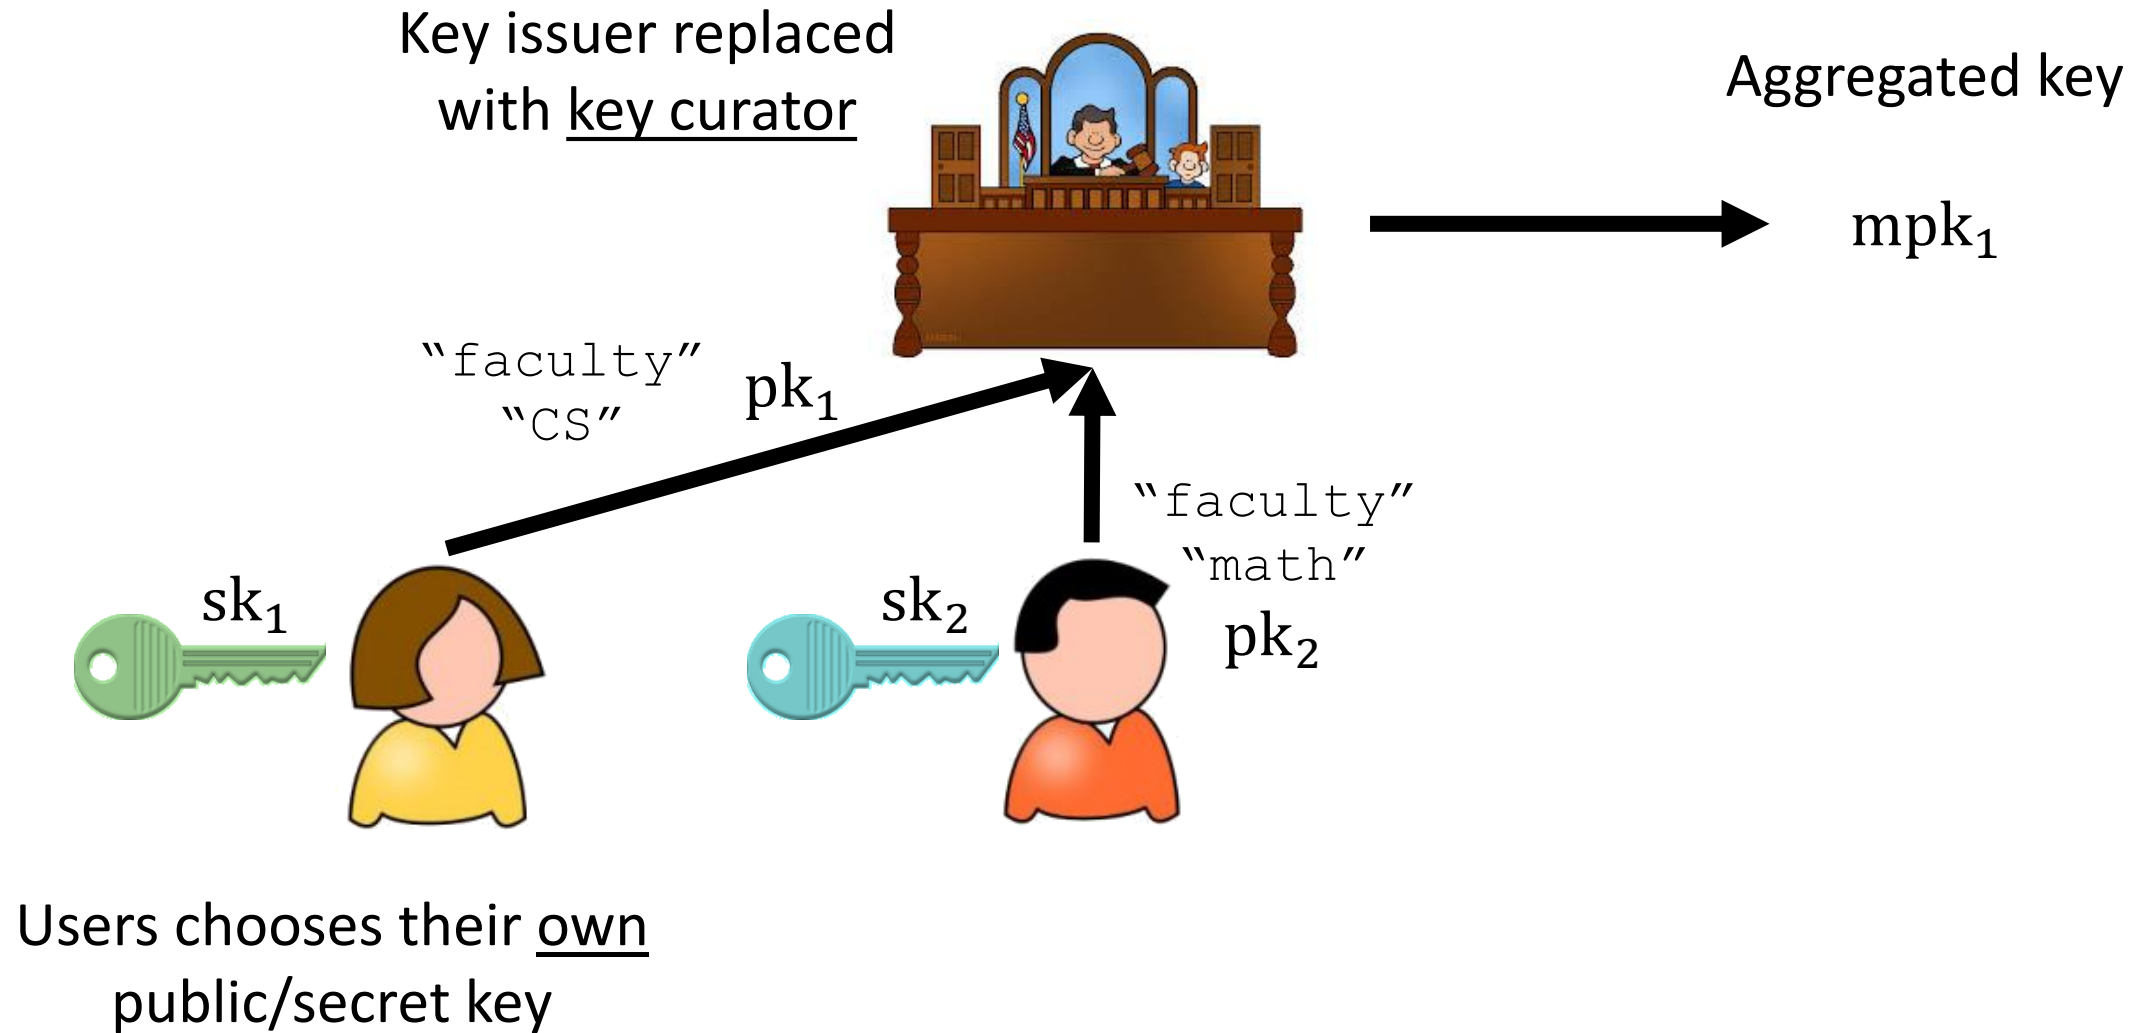 Key issuer replaced
with key curator
Aggregated key
mpk₁
“faculty”
“CS”
pk₁
“faculty”
“math”
pk₂
sk₁
sk₂
Users chooses their own
public/secret key